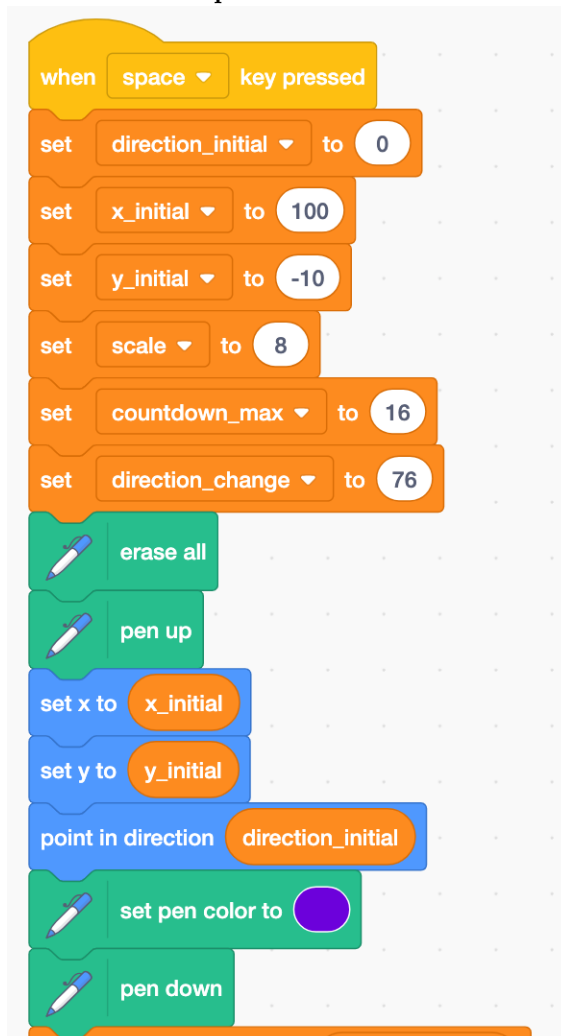 when space key pressed
set direction_initial to 0
set x_initial to 100
set y_initial to -10
set scale to 8
set countdown_max to 16
set direction_change to 76
erase all
pen up
set x to x_initial
set y to y_initial
point in direction direction_initial
set pen color to
pen down